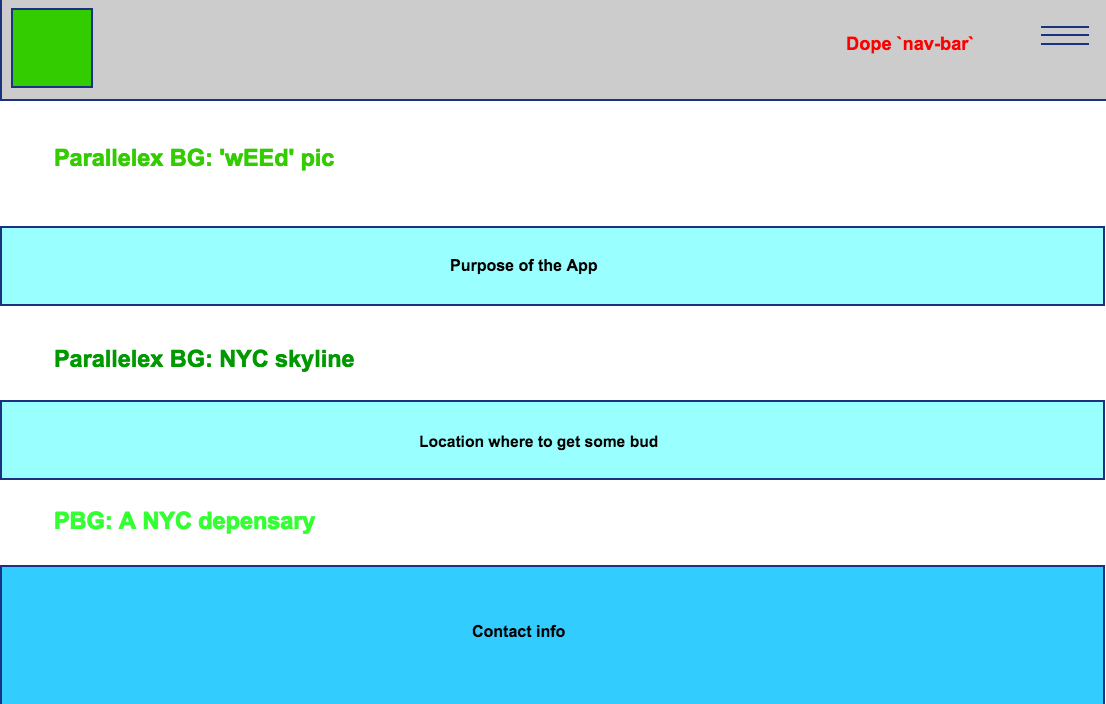 Dope `nav-bar`
Parallelex BG: 'wEEd' pic
Purpose of the App
Parallelex BG: NYC skyline
Location where to get some bud
PBG: A NYC depensary
Contact info